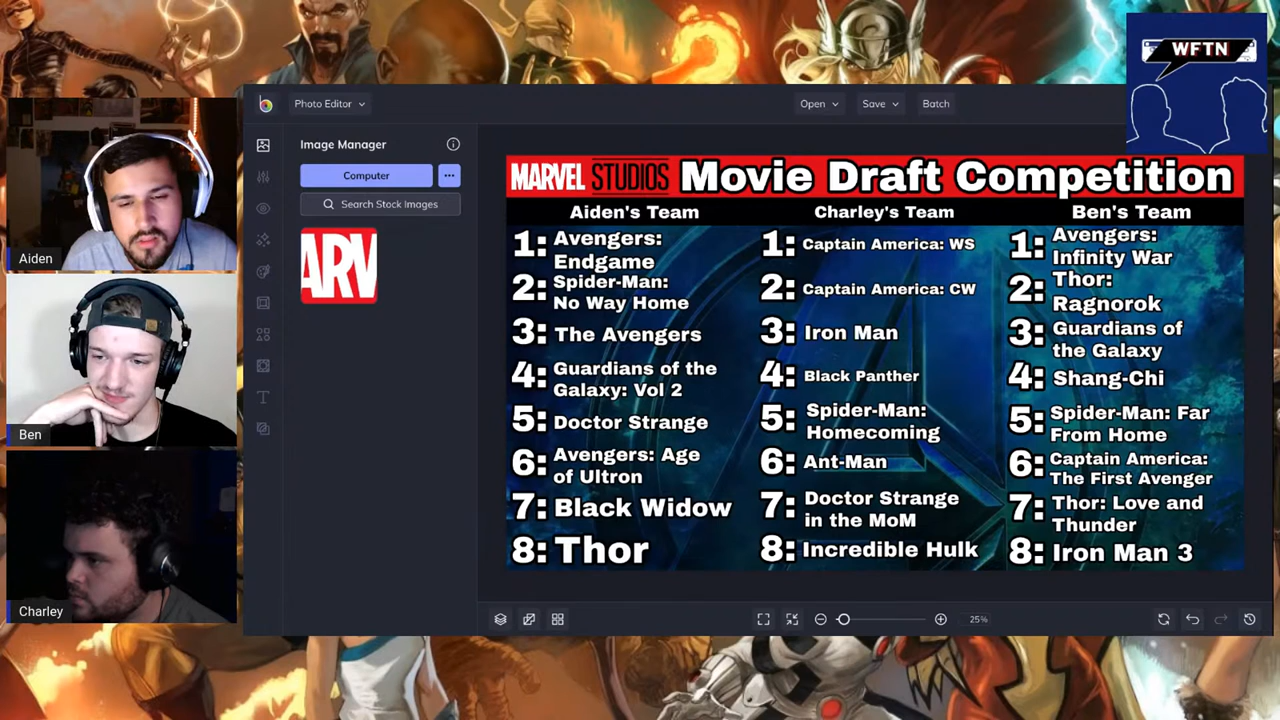 WFTN
Photo Editor
Open
Save
Batch
Image Manager
Computer
Search Stock Images
ARV
MARVEL STUDIOS Movie Draft Competition
Aiden's Team
Charley's Team
Ben's Team
1: Avengers:
Endgame
2: Spider-Man:
No Way Home
3: The Avengers
4: Guardians of the
Galaxy: Vol 2
5: Doctor Strange
6: Avengers: Age
of Ultron
7: Black Widow
8: Thor
1: Captain America: WS
2: Captain America: CW
3: Iron Man
4: Black Panther
5: Spider-Man:
Homecoming
6: Ant-Man
7: Doctor Strange
in the MoM
8: Incredible Hulk
1: Avengers:
Infinity War
2: Thor:
Ragnorok
3: Guardians of
the Galaxy
4: Shang-Chi
5: Spider-Man: Far
From Home
6: Captain America:
The First Avenger
7: Thor: Love and
Thunder
8: Iron Man 3
25%
Aiden
Ben
Charley